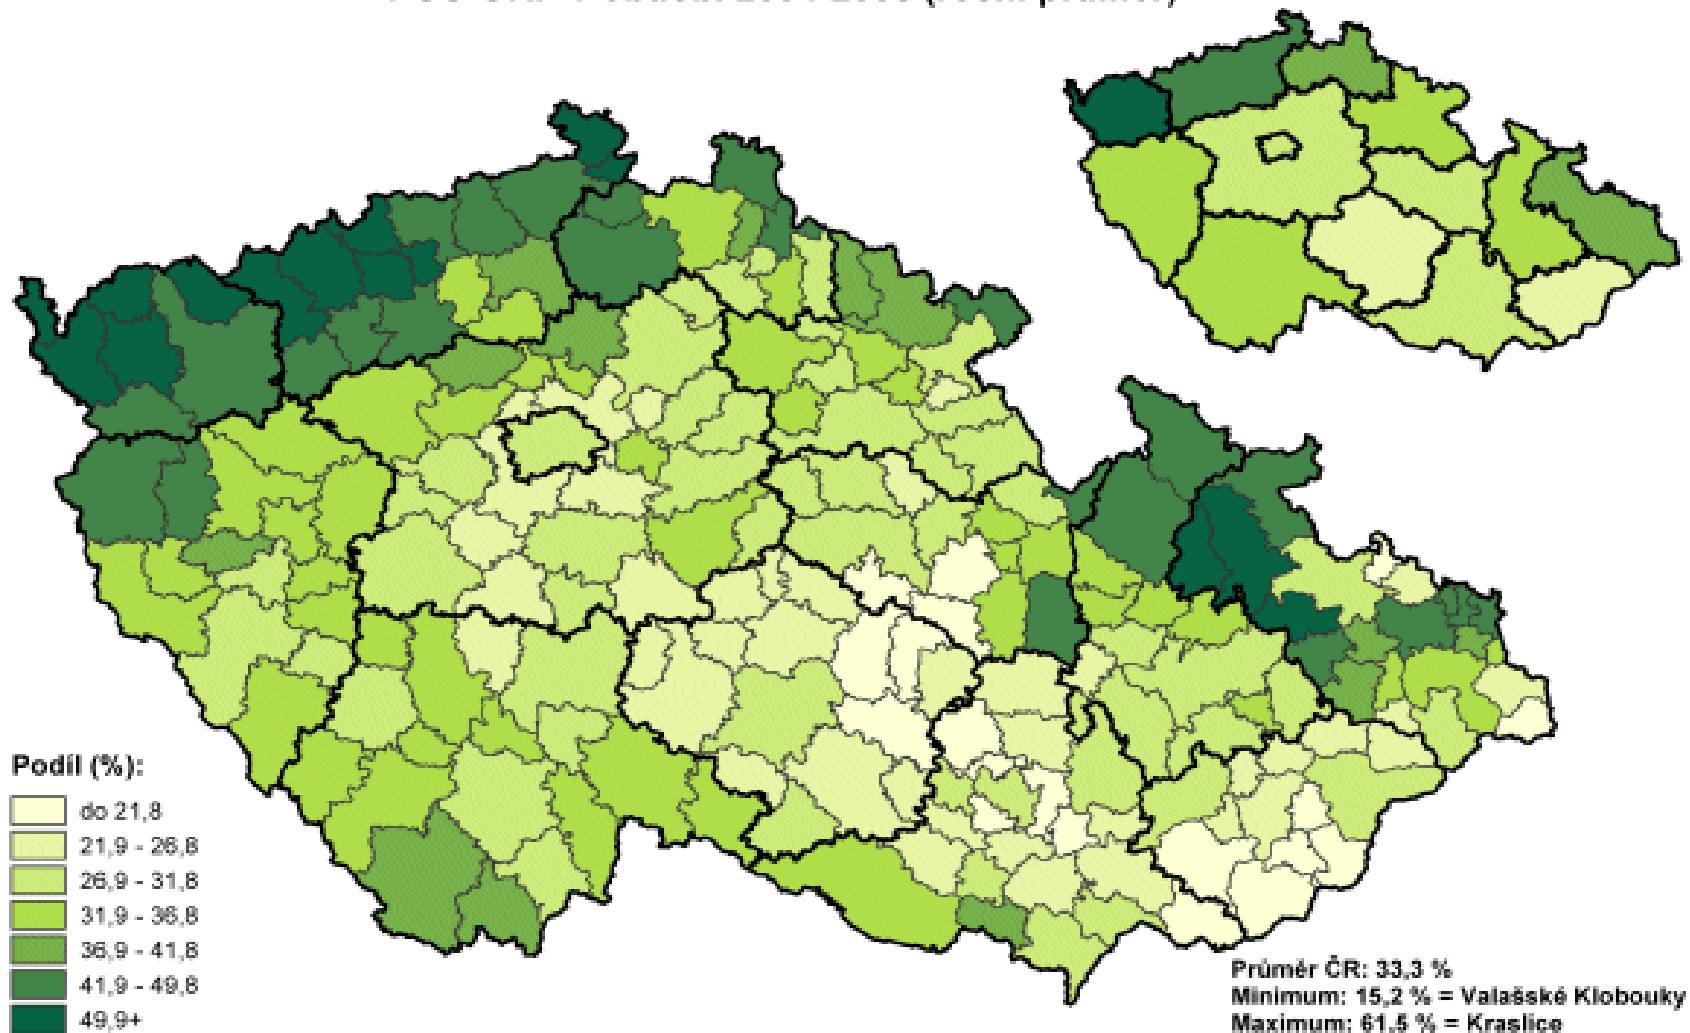 Podíl (%):
do 21,8
21,9 - 26,8
26,9 - 31,8
31,9 - 36,8
36,9 - 41,8
41,9 - 49,8
49,9+
Průměr ČR: 33,3 %
Minimum: 15,2 % = Valašské Klobouky
Maximum: 61,5 % = Kraslice